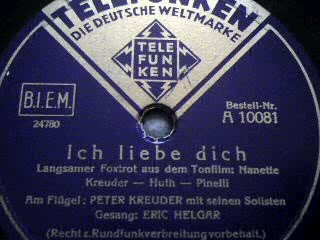 TELEFUNKEN
DIE DEUTSCHE WELTMARKE
TELE
FUN
KEN
B.I.E.M.
24780
Bestell-Nr.
A 10081
Ich liebe dich
Langsamer Foxtrot aus dem Tonfilm: Nanette
Kreuder — Huth — Pinelli
Am Flügel: PETER KREUDER mit seinen Solisten
Gesang: ERIC HELGAR
(Recht z. Rundfunkverbreitung vorbehalt.)